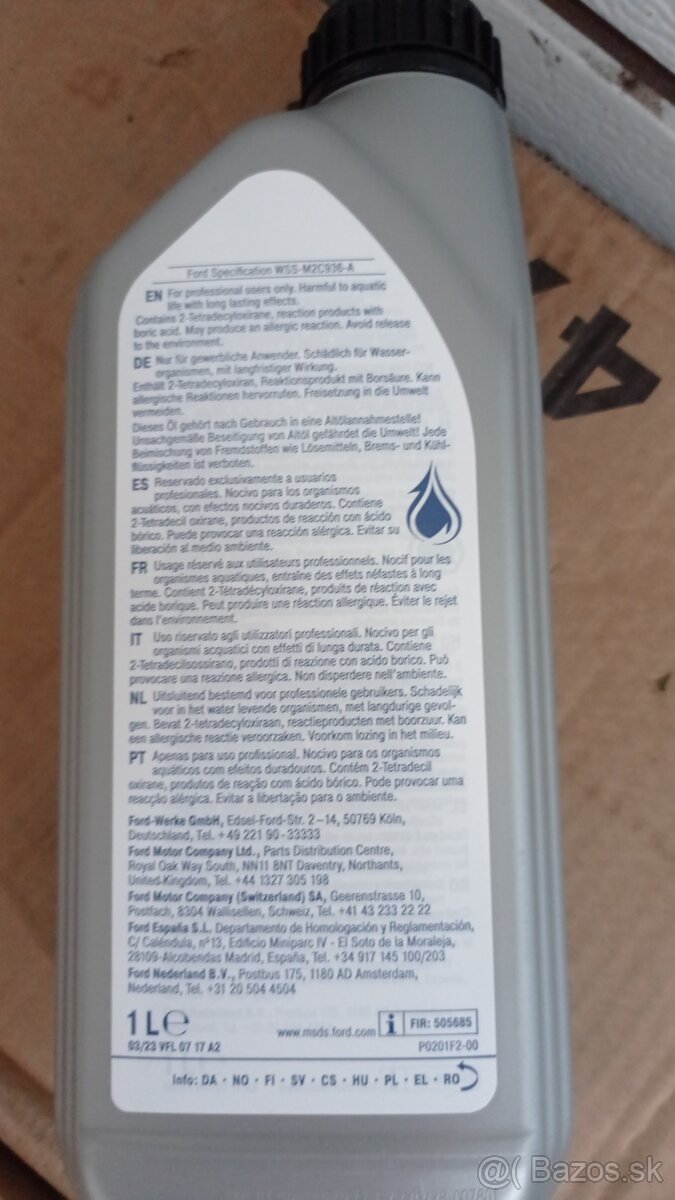 Ford Specification WSS-M2C936-A
EN For professional users only. Harmful to aquatic
life with long lasting effects.
Contains 2-Tetradecyloxirane, reaction products with
boric acid. May produce an allergic reaction. Avoid release
to the environment.
DE Nur für gewerbliche Anwender. Schädlich für Wasser-
organismen, mit langfristiger Wirkung.
Enthält 2-Tetradecyloxiran, Reaktionsprodukt mit Borsäure. Kann
allergische Reaktionen hervorrufen. Freisetzung in die Umwelt
vermeiden.
Dieses Öl gehört nach Gebrauch in eine Altölannahmestelle!
Unsachgemäße Beseitigung von Altöl gefährdet die Umwelt! Jede
Beimischung von Fremdstoffen wie Lösemitteln, Brems- und Kühl-
flüssigkeiten ist verboten.
ES Reservado exclusivamente a usuarios
profesionales. Nocivo para los organismos
acuáticos, con efectos nocivos duraderos. Contiene
2-Tetradecil oxirane, productos de reacción con ácido
bórico. Puede provocar una reacción alérgica. Evitar su
liberación al medio ambiente.
FR Usage réservé aux utilisateurs professionnels. Nocif pour les
organismes aquatiques, entraîne des effets néfastes à long
terme. Contient 2-Tétradécyloxirane, produits de réaction avec
acide borique. Peut produire une réaction allergique. Éviter le rejet
dans l'environnement.
IT Uso riservato agli utilizzatori professionali. Nocivo per gli
organismi acquatici con effetti di lunga durata. Contiene
2-Tetradecilsossirano, prodotti di reazione con acido borico. Può
provocare una reazione allergica. Non disperdere nell'ambiente.
NL Uitsluitend bestemd voor professionele gebruikers. Schadelijk
voor in het water levende organismen, met langdurige gevol-
gen. Bevat 2-tetradecyloxiraan, reactieproducten met boorzuur. Kan
een allergische reactie veroorzaken. Voorkom lozing in het milieu.
PT Apenas para uso profissional. Nocivo para os organismos
aquáticos com efeitos duradouros. Contém 2-Tetradecil
oxirane, produtos de reação com ácido bórico. Pode provocar uma
reacção alérgica. Evitar a libertação para o ambiente.
Ford-Werke GmbH, Edsel-Ford-Str. 2-14, 50769 Köln,
Deutschland, Tel. +49 221 90-33333
Ford Motor Company Ltd., Parts Distribution Centre,
Royal Oak Way South, NN11 8NT Daventry, Northants,
United-Kingdom, Tel. +44 1327 305 198
Ford Motor Company (Switzerland) SA, Geerenstrasse 10,
Postfach, 8304 Wallisellen, Schweiz, Tel. +41 43 233 22 22
Ford España S.L. Departamento de Homologación y Reglamentación,
C/ Caléndula, nº13, Edificio Miniparc IV - El Soto de la Moraleja,
28109-Alcobendas Madrid, España, Tel. +34 917 145 100/203
Ford Nederland B.V., Postbus 175, 1180 AD Amsterdam,
Nederland, Tel. +31 20 504 4504
1 L e www.msds.ford.com i FIR: 505685
03/23 VFL 07 17 A2 P0201F2-00
Info: DA · NO · FI · SV · CS · HU · PL · EL · RO
@( Bazos.sk